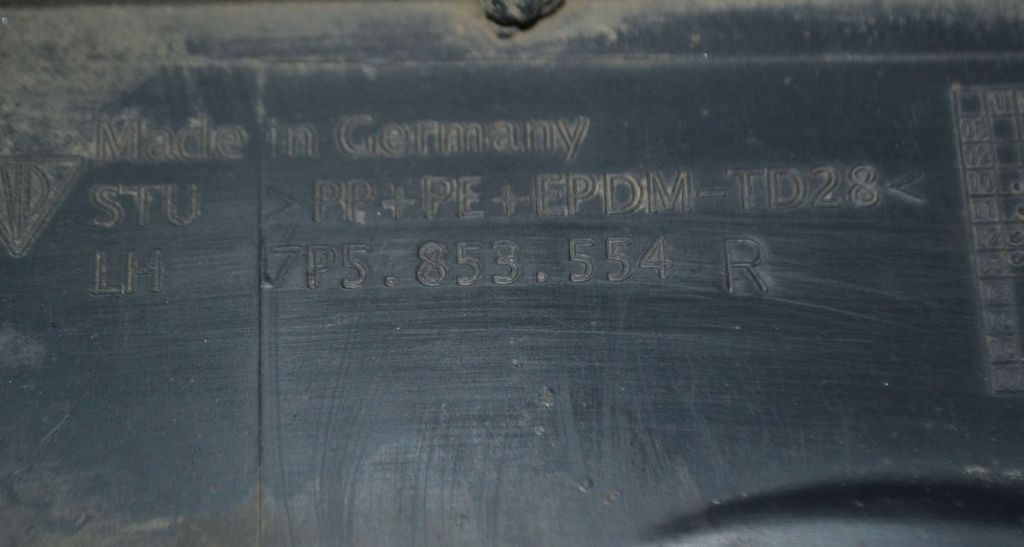 Made in Germany
STU >PP+PE+EPDM-TD28<
LH 7P5.853.554 R